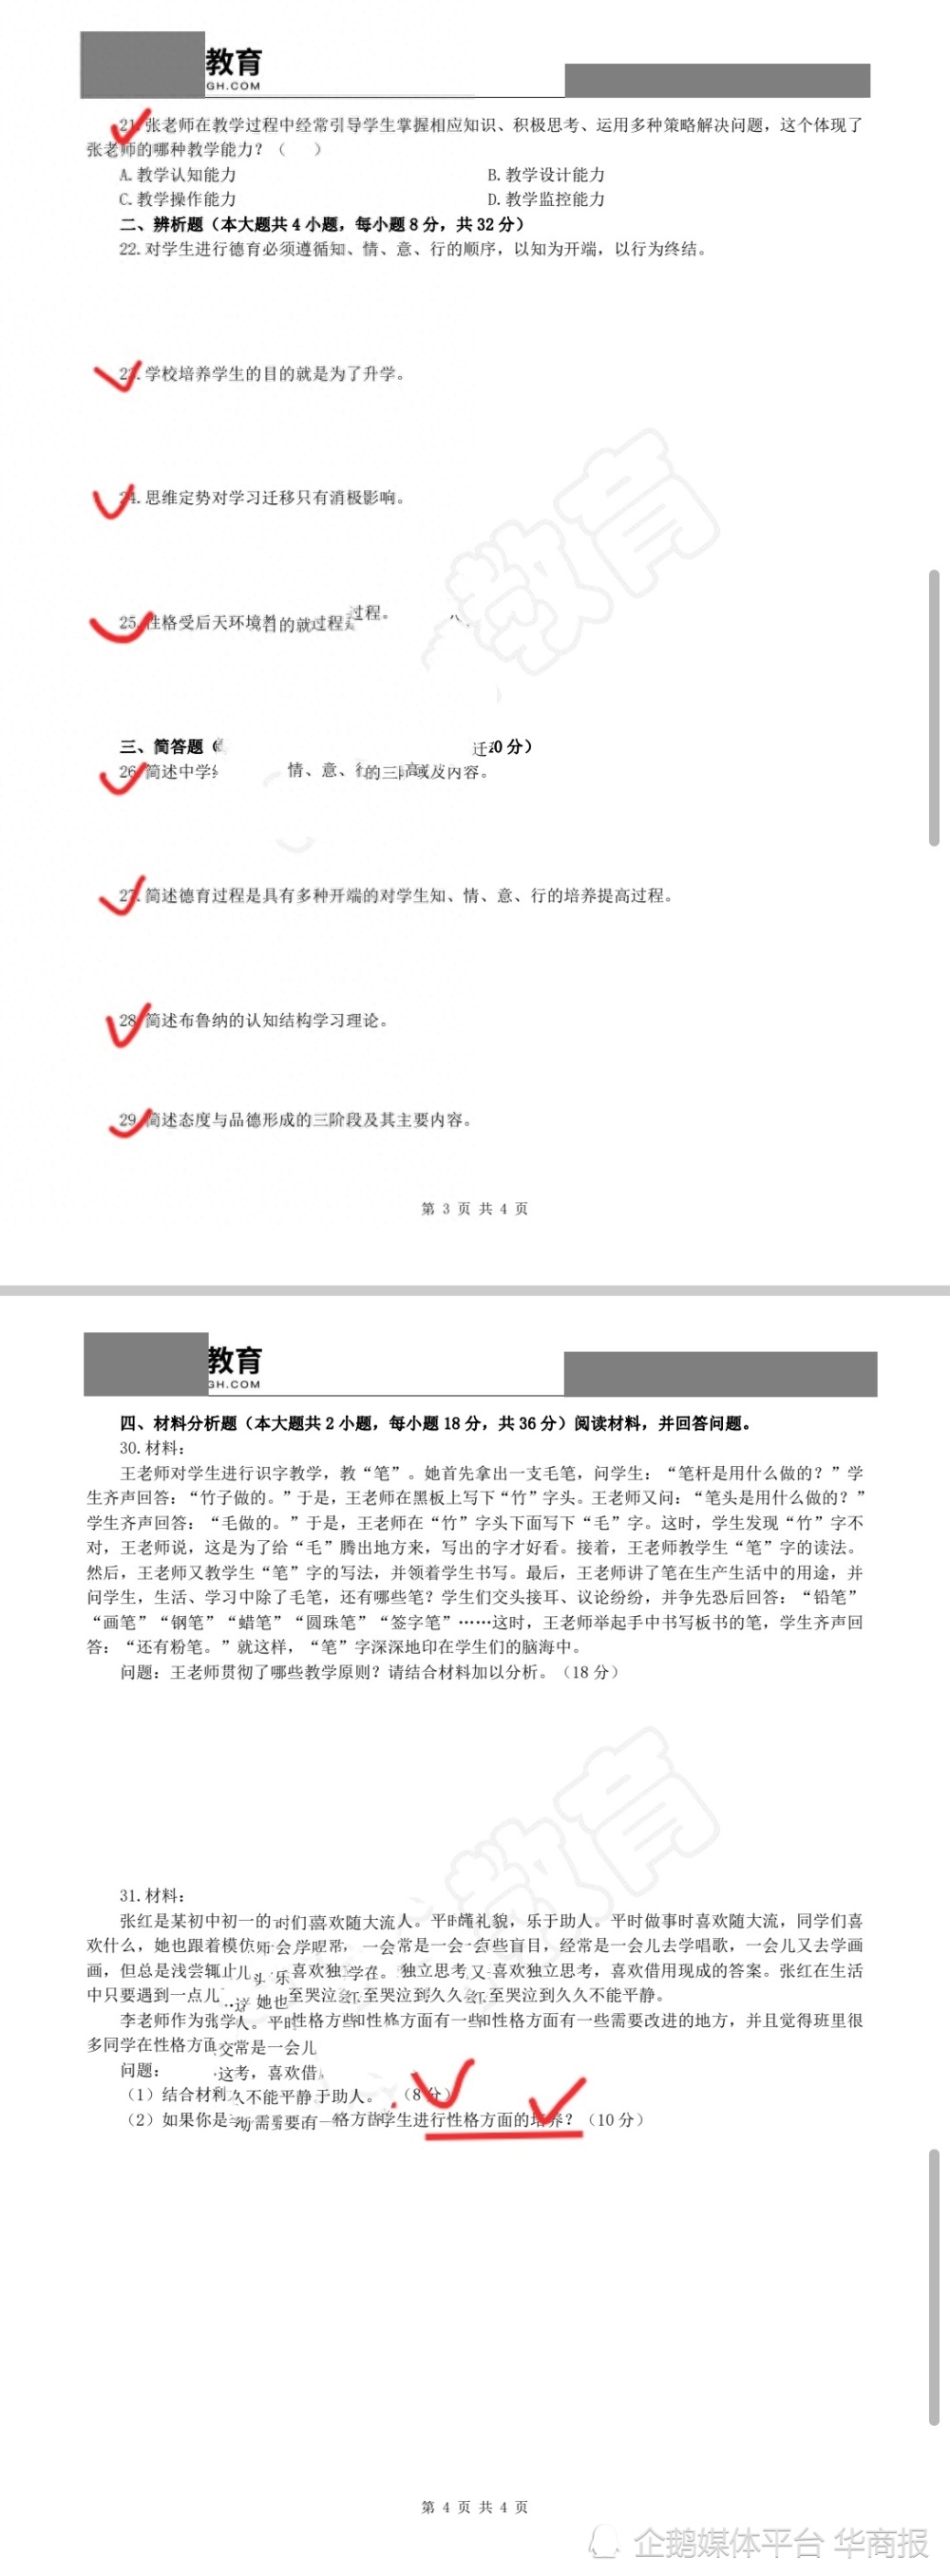 教育
GH.COM
21.张老师在教学过程中经常引导学生掌握相应知识、积极思考、运用多种策略解决问题，这个体现了
张老师的哪种教学能力？（ ）
A.教学认知能力 B.教学设计能力
C.教学操作能力 D.教学监控能力
二、辨析题（本大题共4小题，每小题8分，共32分）
22.对学生进行德育必须遵循知、情、意、行的顺序，以知为开端，以行为终结。
23.学校培养学生的目的就是为了升学。
24.思维定势对学习迁移只有消极影响。
25.性格受后天环境 目的就过程 过程。
三、简答题（ 迁 0分）
26.简述中学 情、意、 的三 及内容。
27.简述德育过程是具有多种开端的对学生知、情、意、行的培养提高过程。
28.简述布鲁纳的认知结构学习理论。
29.简述态度与品德形成的三阶段及其主要内容。
第 3 页 共 4 页
教育
GH.COM
四、材料分析题（本大题共2小题，每小题18分，共36分）阅读材料，并回答问题。
30.材料：
王老师对学生进行识字教学，教“笔”。她首先拿出一支毛笔，问学生：“笔杆是用什么做的？”学
生齐声回答：“竹子做的。”于是，王老师在黑板上写下“竹”字头。王老师又问：“笔头是用什么做的？”
学生齐声回答：“毛做的。”于是，王老师在“竹”字头下面写下“毛”字。这时，学生发现“竹”字不
对，王老师说，这是为了给“毛”腾出地方来，写出的字才好看。接着，王老师教学生“笔”字的读法。
然后，王老师又教学生“笔”字的写法，并领着学生书写。最后，王老师讲了笔在生产生活中的用途，并
问学生，生活、学习中除了毛笔，还有哪些笔？学生们交头接耳、议论纷纷，并争先恐后回答：“铅笔”
“画笔”“钢笔”“蜡笔”“圆珠笔”“签字笔”……这时，王老师举起手中书写板书的笔，学生齐声回
答：“还有粉笔。”就这样，“笔”字深深地印在学生们的脑海中。
问题：王老师贯彻了哪些教学原则？请结合材料加以分析。（18分）
31.材料：
张红是某初中初一的 时们喜欢随大流人。平时 懂礼貌，乐于助人。平时做事时喜欢随大流，同学们喜
欢什么，她也跟着模仿 一会常是一会 些盲目，经常是一会儿去学唱歌，一会儿又去学画
画，但总是浅尝辄止 喜欢独 独立思考 喜欢独立思考，喜欢借用现成的答案。张红在生活
中只要遇到一点儿 她也 至哭泣 至哭泣到久久 至哭泣到久久不能平静。
李老师作为张学人。平时性格方些和性格方面有一些和性格方面有一些需要改进的地方，并且觉得班里很
多同学在性格方面 交常是一会儿
问题： 这考，喜欢借
（1）结合材料 久不能平静于助人。 （8分）
（2）如果你是 需要要有一 格方 学生进行性格方面的培养？（10分）
第 4 页 共 4 页
企鹅媒体平台 华商报